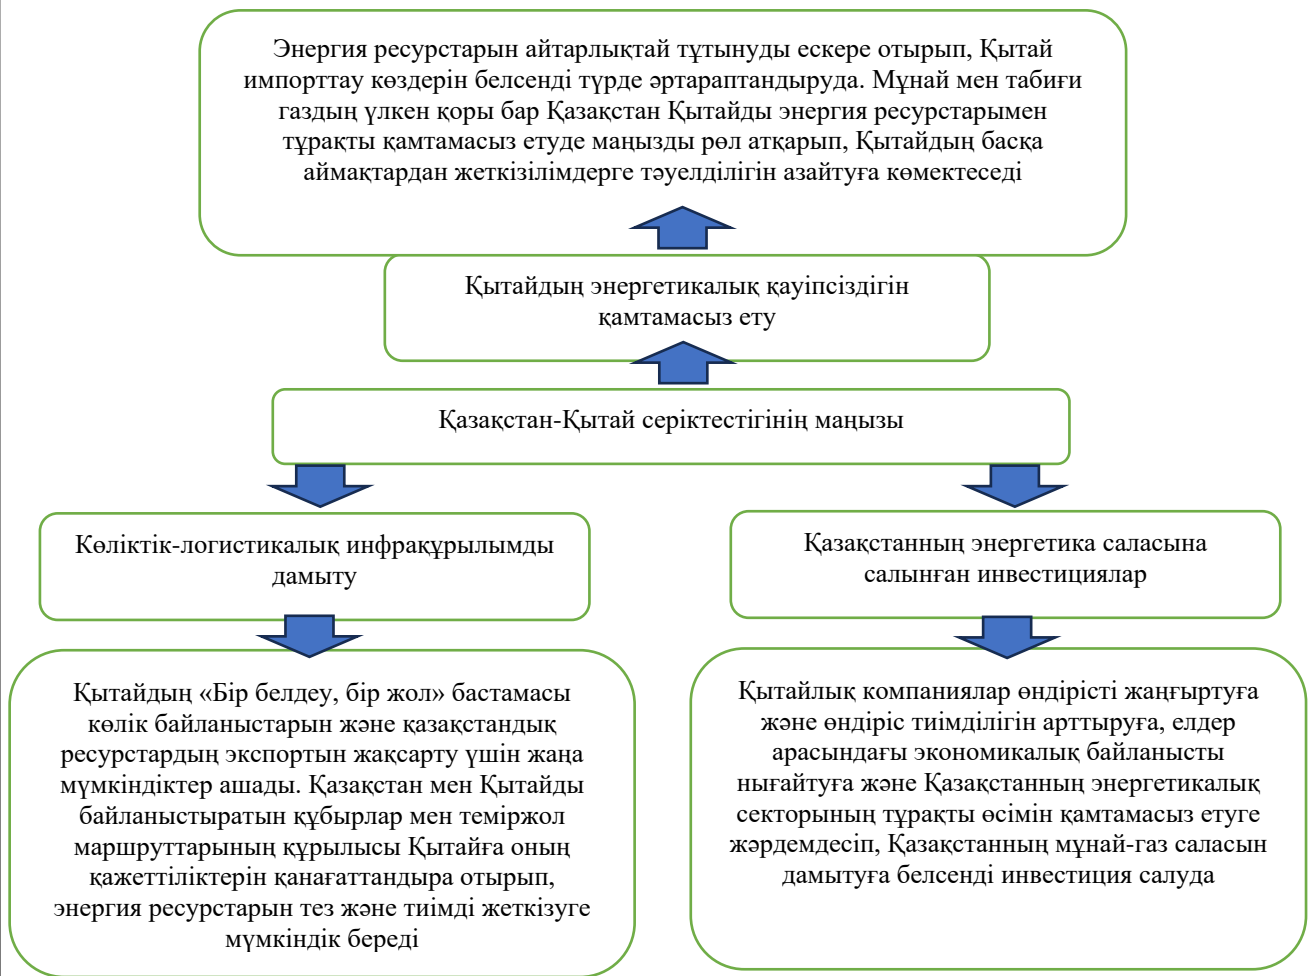 Энергия ресурстарын айтарлықтай тұтынуды ескере отырып, Қытай
импорттау көздерін белсенді түрде әртараптандыруда. Мұнай мен табиғи
газдың үлкен қоры бар Қазақстан Қытайды энергия ресурстарымен
тұрақты қамтамасыз етуде маңызды рөл атқарып, Қытайдың басқа
аймақтардан жеткізілімдерге тәуелділігін азайтуға көмектеседі
Қытайдың энергетикалық қауіпсіздігін
қамтамасыз ету
Қазақстан-Қытай серіктестігінің маңызы
Көліктік-логистикалық инфрақұрылымды
дамыту
Қазақстанның энергетика саласына
салынған инвестициялар
Қытайдың «Бір белдеу, бір жол» бастамасы
көлік байланыстарын және қазақстандық
ресурстардың экспортын жақсарту үшін жаңа
мүмкіндіктер ашады. Қазақстан мен Қытайды
байланыстыратын құбырлар мен теміржол
маршруттарының құрылысы Қытайға оның
қажеттіліктерін қанағаттандыра отырып,
энергия ресурстарын тез және тиімді жеткізуге
мүмкіндік береді
Қытайлық компаниялар өндірісті жаңғыртуға
және өндіріс тиімділігін арттыруға, елдер
арасындағы экономикалық байланысты
нығайтуға және Қазақстанның энергетикалық
секторының тұрақты өсімін қамтамасыз етуге
жәрдемдесіп, Қазақстанның мұнай-газ саласын
дамытуға белсенді инвестиция салуда